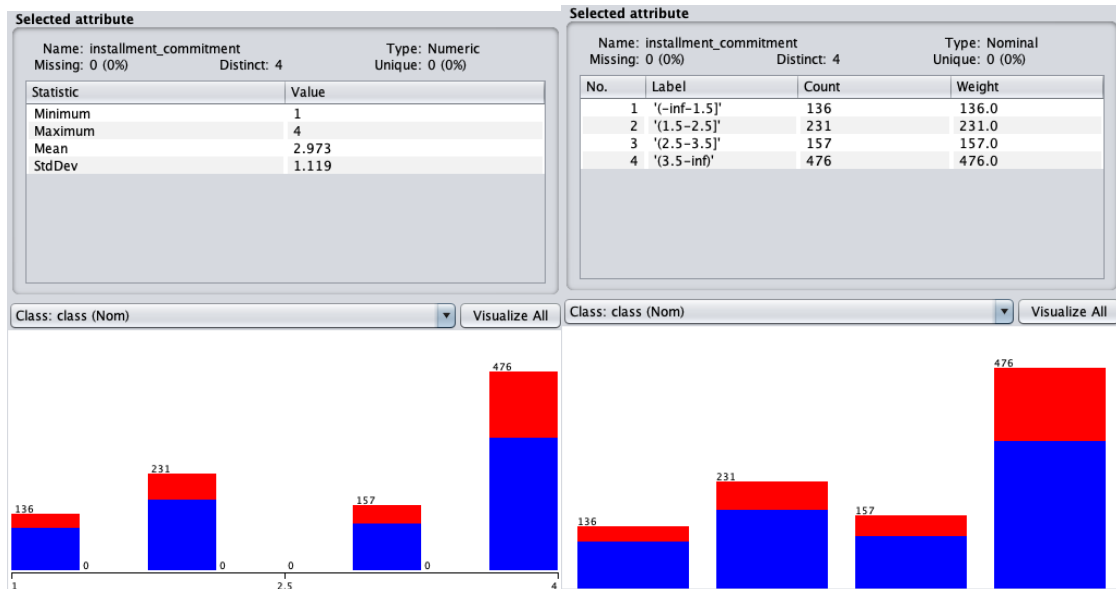 Selected attribute
Name: installment_commitment Type: Numeric
Missing: 0 (0%) Distinct: 4 Unique: 0 (0%)
Statistic Value
Minimum 1
Maximum 4
Mean 2.973
StdDev 1.119
Class: class (Nom) Visualize All
476
231
157
136
0 0 0 0
1 2.5 4
Selected attribute
Name: installment_commitment Type: Nominal
Missing: 0 (0%) Distinct: 4 Unique: 0 (0%)
No. Label Count Weight
1 '(-inf-1.5]' 136 136.0
2 '(1.5-2.5]' 231 231.0
3 '(2.5-3.5]' 157 157.0
4 '(3.5-inf)' 476 476.0
Class: class (Nom) Visualize All
476
231
157
136